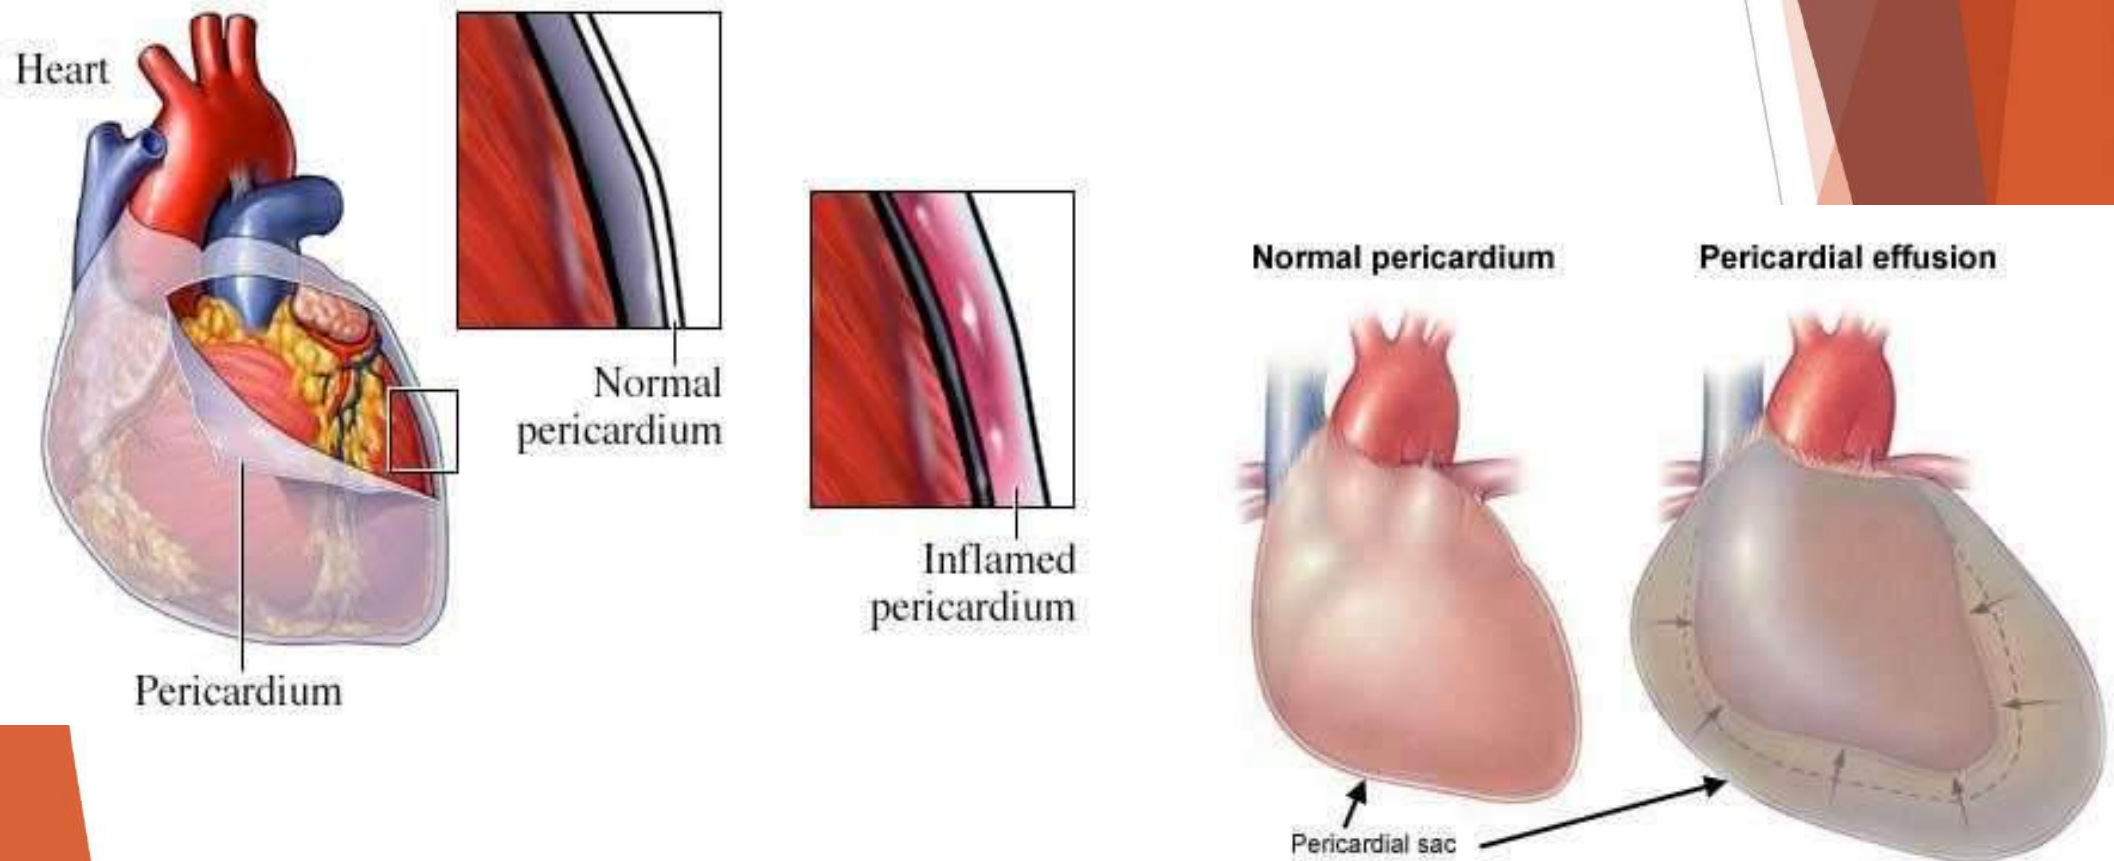 Heart
Normal
pericardium
Inflamed
pericardium
Pericardium
Normal pericardium
Pericardial effusion
Pericardial sac